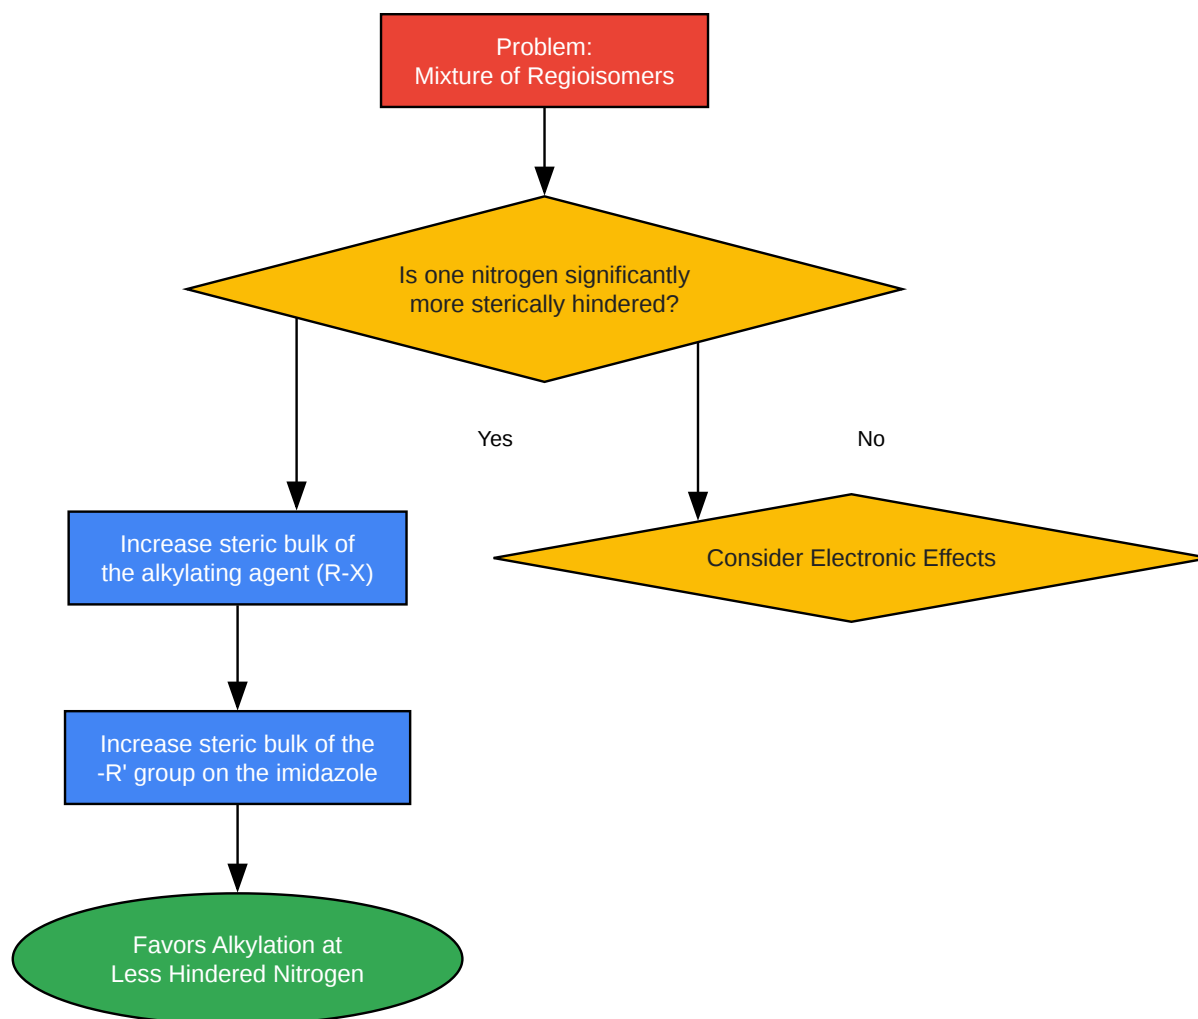 Problem:
Mixture of Regioisomers
Is one nitrogen significantly
more sterically hindered?
Yes
No
Increase steric bulk of
the alkylating agent (R-X)
Consider Electronic Effects
Increase steric bulk of the
-R' group on the imidazole
Favors Alkylation at
Less Hindered Nitrogen